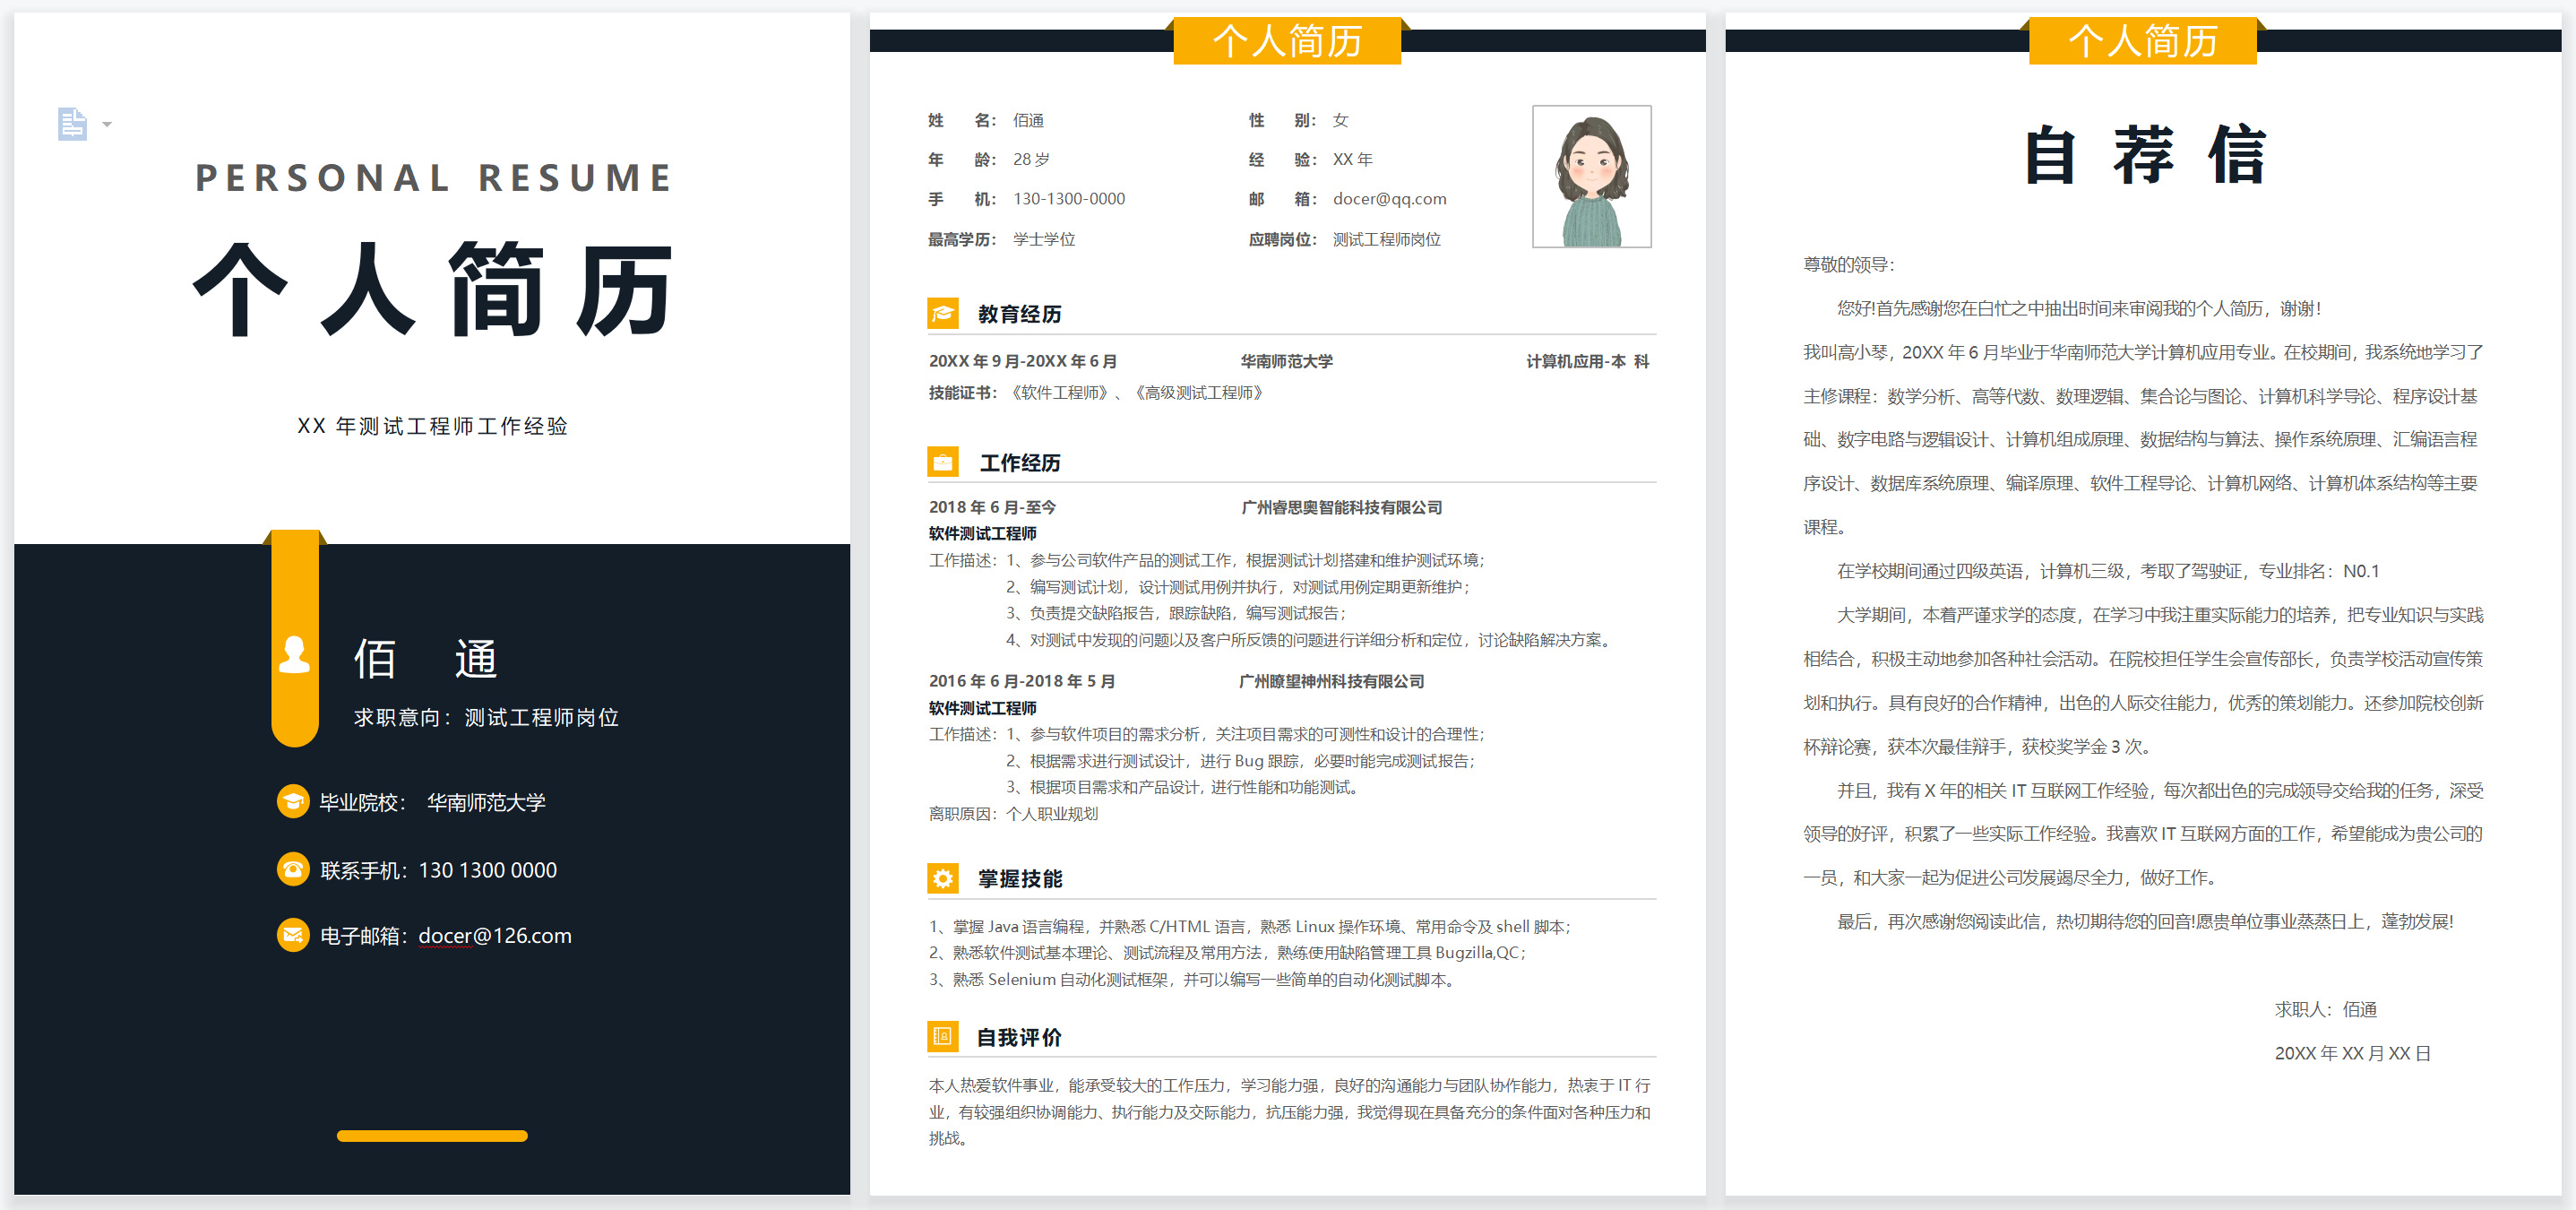 PERSONAL RESUME
个人简历
XX 年测试工程师工作经验
佰 通
求职意向：测试工程师岗位
毕业院校： 华南师范大学
联系手机：130 1300 0000
电子邮箱：docer@126.com
个人简历
姓 名： 佰通 性 别： 女
年 龄： 28 岁 经 验： XX 年
手 机： 130-1300-0000 邮 箱： docer@qq.com
最高学历： 学士学位 应聘岗位： 测试工程师岗位
教育经历
20XX 年 9 月-20XX 年 6 月 华南师范大学 计算机应用-本 科
技能证书：《软件工程师》、《高级测试工程师》
工作经历
2018 年 6 月-至今 广州睿思奥智能科技有限公司
软件测试工程师
工作描述：1、参与公司软件产品的测试工作，根据测试计划搭建和维护测试环境；
2、编写测试计划，设计测试用例并执行，对测试用例定期更新维护；
3、负责提交缺陷报告，跟踪缺陷，编写测试报告；
4、对测试中发现的问题以及客户所反馈的问题进行详细分析和定位，讨论缺陷解决方案。
2016 年 6 月-2018 年 5 月 广州瞭望神州科技有限公司
软件测试工程师
工作描述：1、参与软件项目的需求分析，关注项目需求的可测性和设计的合理性；
2、根据需求进行测试设计，进行 Bug 跟踪，必要时能完成测试报告；
3、根据项目需求和产品设计, 进行性能和功能测试。
离职原因：个人职业规划
掌握技能
1、掌握 Java 语言编程，并熟悉 C/HTML 语言，熟悉 Linux 操作环境、常用命令及 shell 脚本；
2、熟悉软件测试基本理论、测试流程及常用方法，熟练使用缺陷管理工具 Bugzilla,QC；
3、熟悉 Selenium 自动化测试框架，并可以编写一些简单的自动化测试脚本。
自我评价
本人热爱软件事业，能承受较大的工作压力，学习能力强，良好的沟通能力与团队协作能力，热衷于 IT 行
业，有较强组织协调能力、执行能力及交际能力，抗压能力强，我觉得现在具备充分的条件面对各种压力和
挑战。
个人简历
自 荐 信
尊敬的领导：
您好!首先感谢您在白忙之中抽出时间来审阅我的个人简历，谢谢！
我叫高小琴，20XX 年 6 月毕业于华南师范大学计算机应用专业。在校期间，我系统地学习了
主修课程：数学分析、高等代数、数理逻辑、集合论与图论、计算机科学导论、程序设计基
础、数字电路与逻辑设计、计算机组成原理、数据结构与算法、操作系统原理、汇编语言程
序设计、数据库系统原理、编译原理、软件工程导论、计算机网络、计算机体系结构等主要
课程。
在学校期间通过四级英语，计算机三级，考取了驾驶证，专业排名：N0.1
大学期间，本着严谨求学的态度，在学习中我注重实际能力的培养，把专业知识与实践
相结合，积极主动地参加各种社会活动。在院校担任学生会宣传部长，负责学校活动宣传策
划和执行。具有良好的合作精神，出色的人际交往能力，优秀的策划能力。还参加院校创新
杯辩论赛，获本次最佳辩手，获校奖学金 3 次。
并且，我有 X 年的相关 IT 互联网工作经验，每次都出色的完成领导交给我的任务，深受
领导的好评，积累了一些实际工作经验。我喜欢 IT 互联网方面的工作，希望能成为贵公司的
一员，和大家一起为促进公司发展竭尽全力，做好工作。
最后，再次感谢您阅读此信，热切期待您的回音!愿贵单位事业蒸蒸日上，蓬勃发展!
求职人：佰通
20XX 年 XX 月 XX 日